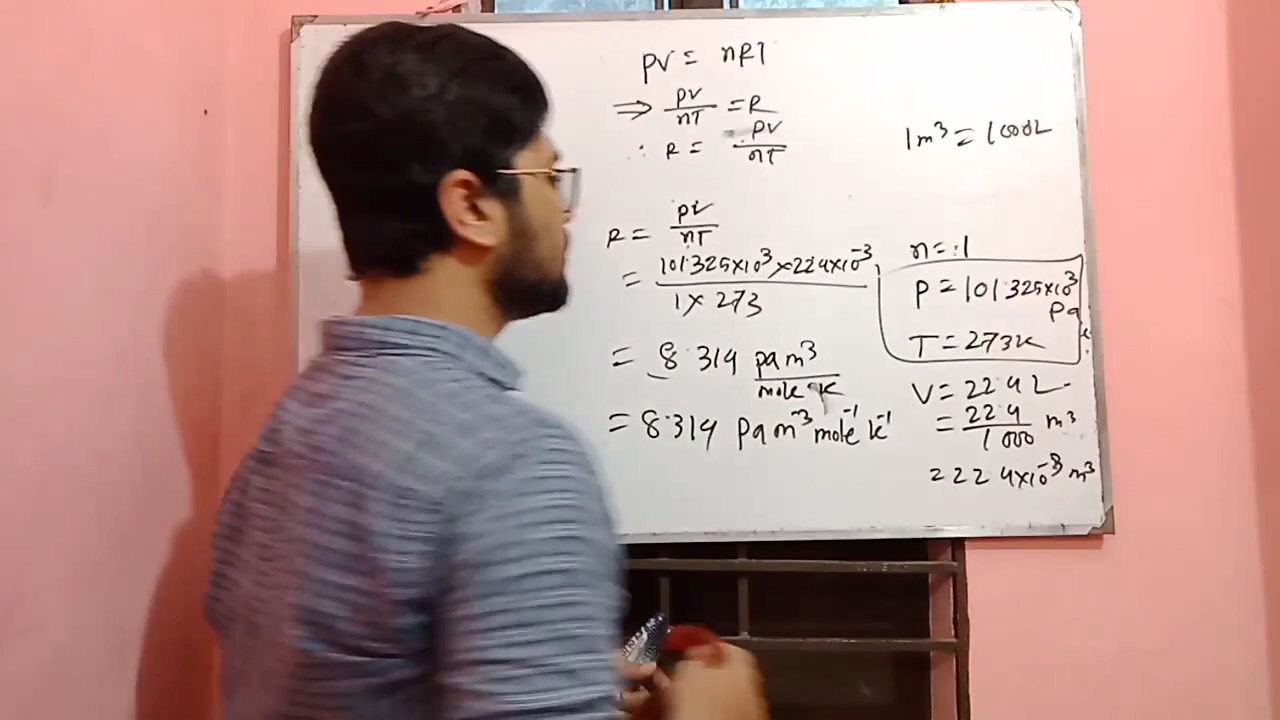 PV = nRT
⇒ PV/nT = R
∴ R = PV/nT
1m³ = 1000L
R = PV/nT
= 101.325×10³ × 22.4×10⁻³ / 1 × 273
= 8.314 pa m³ / mole K
= 8.314 pa m⁻³ mole⁻¹ K⁻¹
n = 1
P = 101.325×10³ Pa
T = 273K
V = 22.4 L
= 22.4/1000 m³
= 22.4×10⁻³ m³